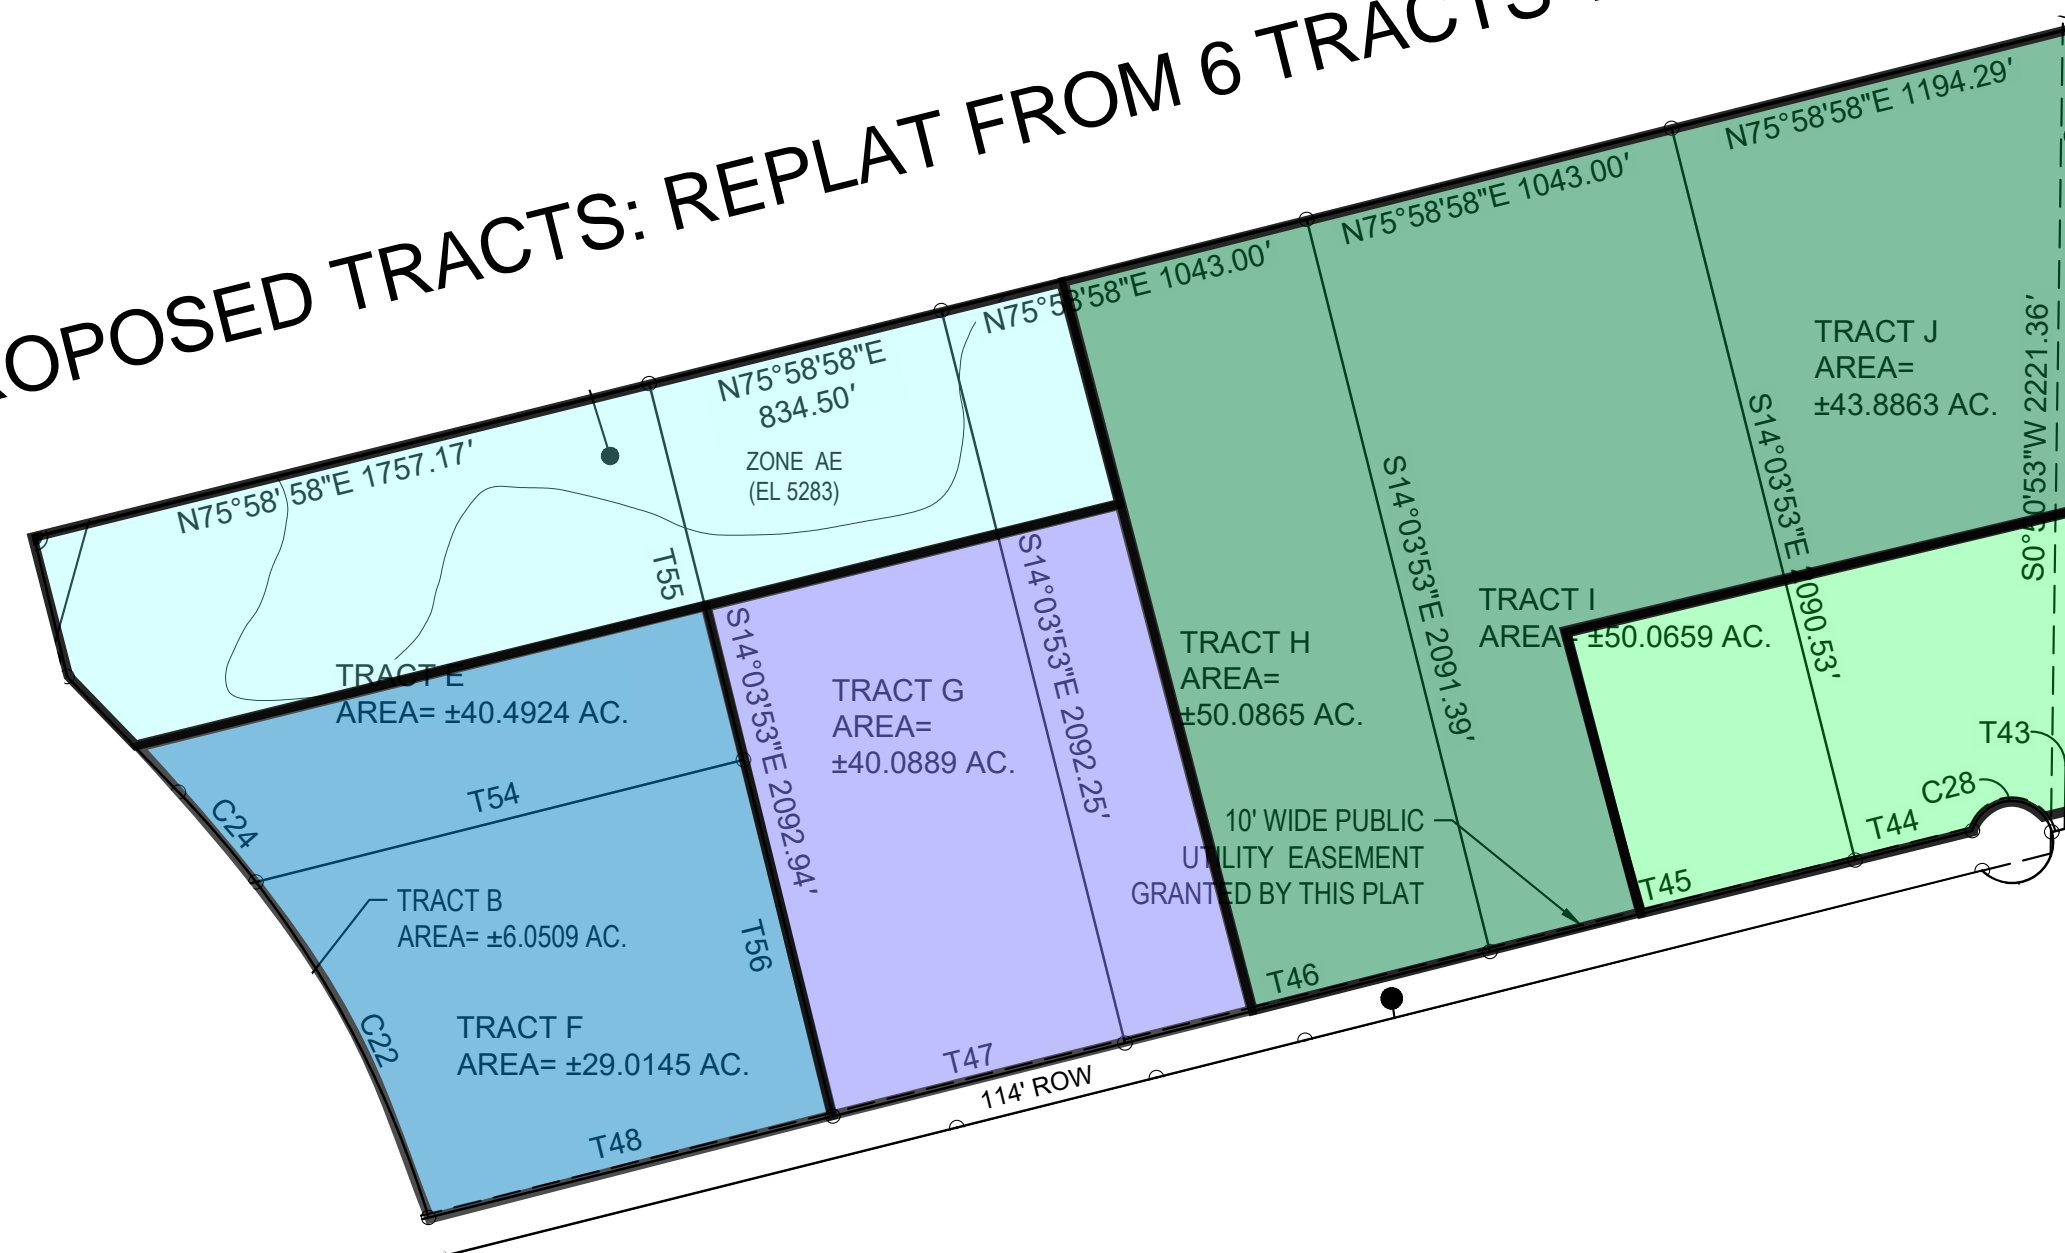 ROPOSED TRACTS: REPLAT FROM 6 TRACTS
N75°58'58"E 1194.29'
N75°58'58"E 1043.00'
N75°58'58"E 1043.00'
N75°58'58"E
834.50'
N75°58'58"E 1757.17'
ZONE AE
(EL 5283)
TRACT J
AREA=
±43.8863 AC.
S0°50'53"W 2221.36'
S14°03'53"E 2090.53'
S14°03'53"E 2091.39'
S14°03'53"E 2092.25'
S14°03'53"E 2092.94'
T55
TRACT I
AREA= ±50.0659 AC.
TRACT H
AREA=
±50.0865 AC.
TRACT G
AREA=
±40.0889 AC.
TRACT E
AREA= ±40.4924 AC.
T54
C24
T43
C28
T44
T45
10' WIDE PUBLIC
UTILITY EASEMENT
GRANTED BY THIS PLAT
TRACT B
AREA= ±6.0509 AC.
T56
C22
TRACT F
AREA= ±29.0145 AC.
T46
T47
114' ROW
T48